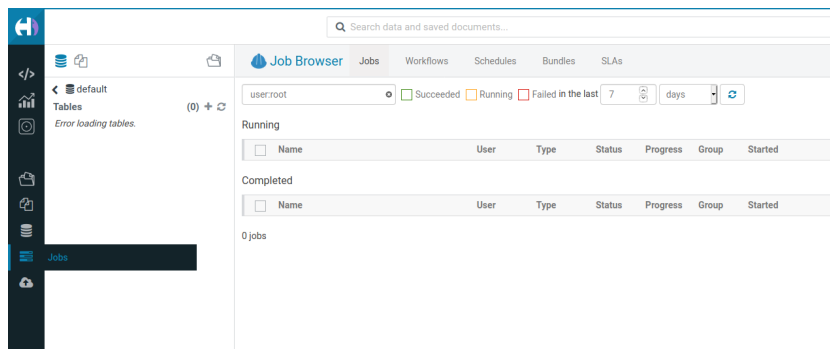 Search data and saved documents...
Job Browser Jobs Workflows Schedules Bundles SLAs
default
Tables (0)
Error loading tables.
user:root Succeeded Running Failed in the last 7 days
Running
Name User Type Status Progress Group Started
Completed
Name User Type Status Progress Group Started
0 jobs
Jobs